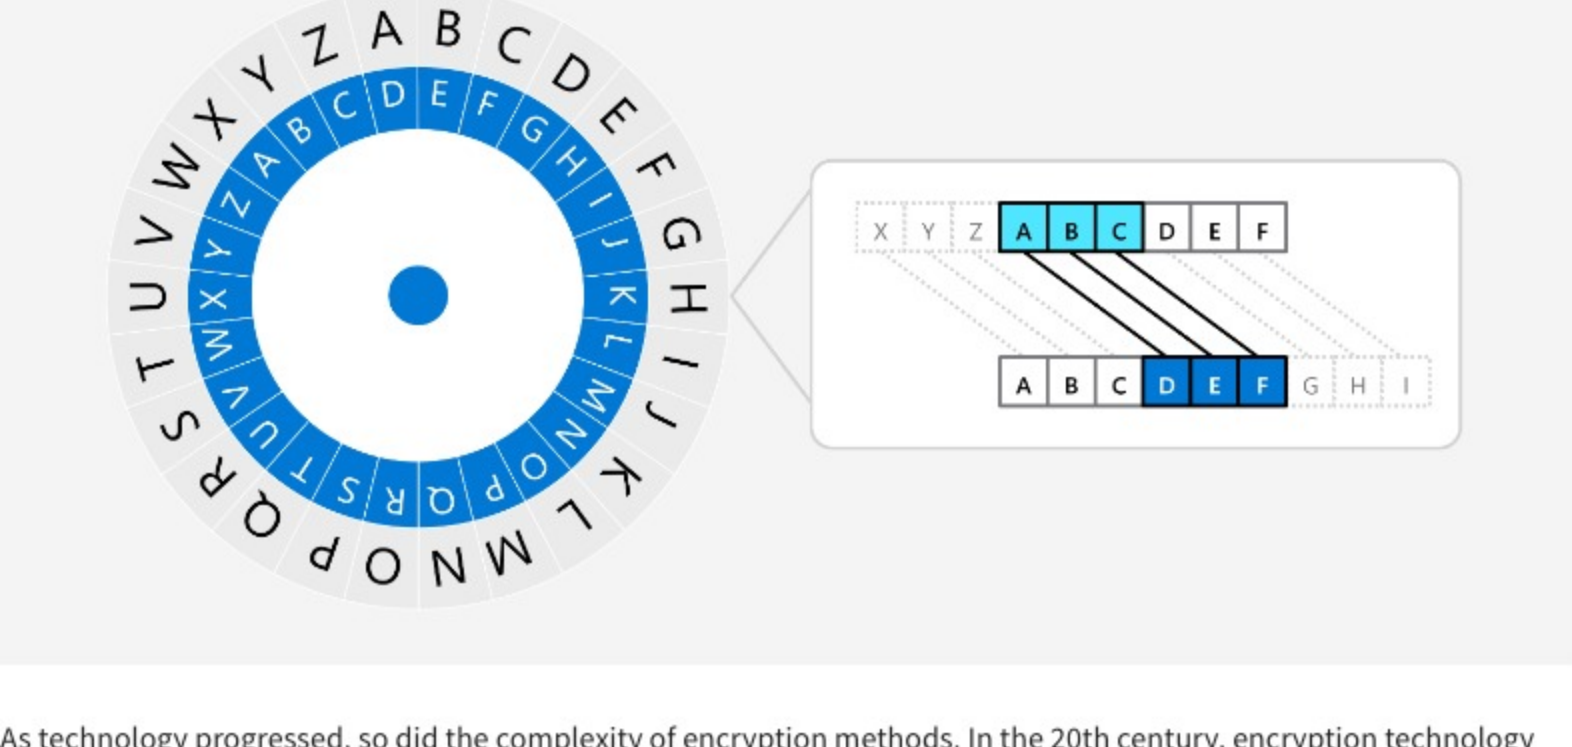 A B C D E F G H I J K L M N O P Q R S T U V W X Y Z
D E F G H I J K L M N O P Q R S T U V W X Y Z A B C
X Y Z A B C D E F
A B C D E F G H I
As technology progressed, so did the complexity of encryption methods. In the 20th century, encryption technology